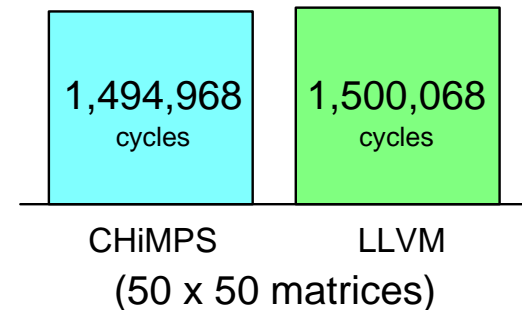 1,494,968 1,500,068
cycles cycles
CHiMPS LLVM
(50 x 50 matrices)